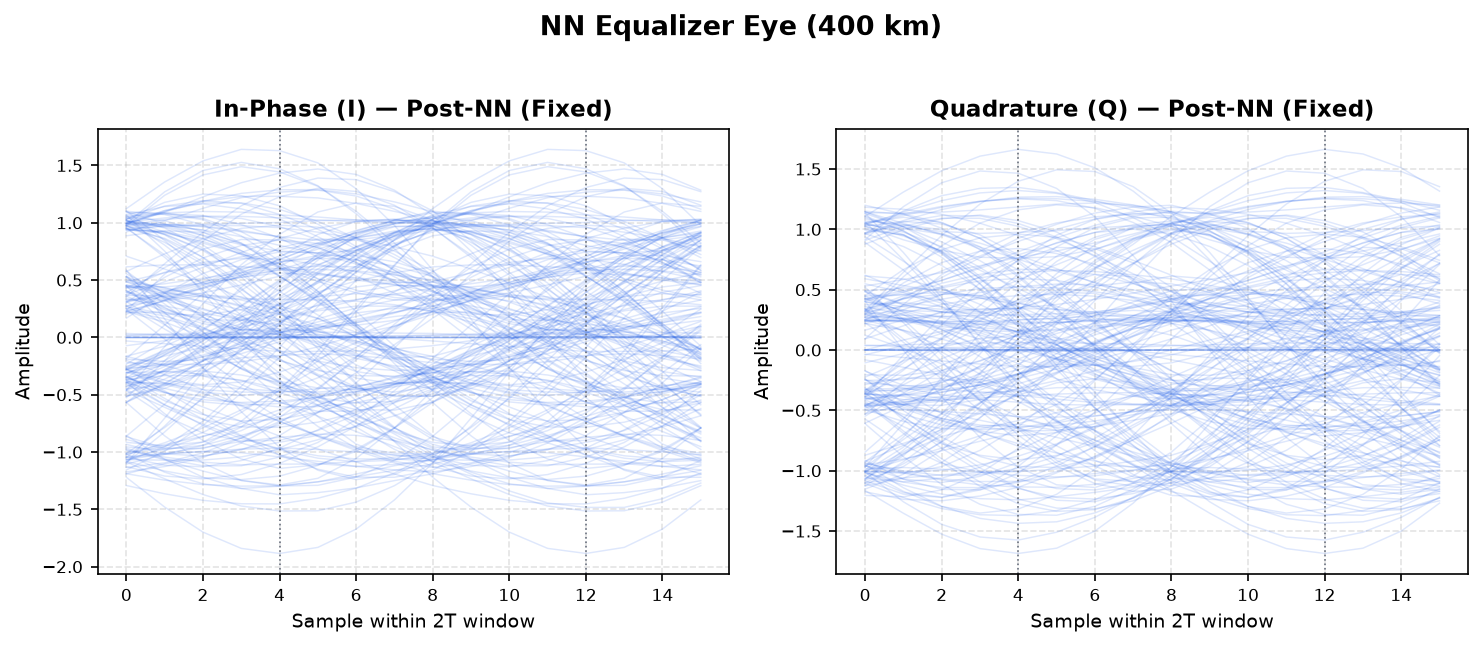 NN Equalizer Eye (400 km)
In-Phase (I) — Post-NN (Fixed)
Quadrature (Q) — Post-NN (Fixed)
Amplitude
1.5
1.0
0.5
0.0
−0.5
−1.0
−1.5
−2.0
0 2 4 6 8 10 12 14
Sample within 2T window
Amplitude
1.5
1.0
0.5
0.0
−0.5
−1.0
−1.5
0 2 4 6 8 10 12 14
Sample within 2T window